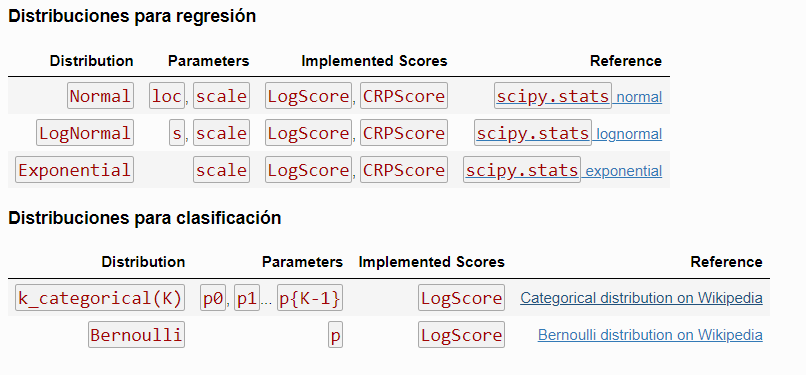 Distribuciones para regresión
Distribution Parameters Implemented Scores Reference
Normal loc, scale LogScore, CRPScore scipy.stats normal
LogNormal s, scale LogScore, CRPScore scipy.stats lognormal
Exponential scale LogScore, CRPScore scipy.stats exponential
Distribuciones para clasificación
Distribution Parameters Implemented Scores Reference
k_categorical(K) p0, p1... p{K-1} LogScore Categorical distribution on Wikipedia
Bernoulli p LogScore Bernoulli distribution on Wikipedia